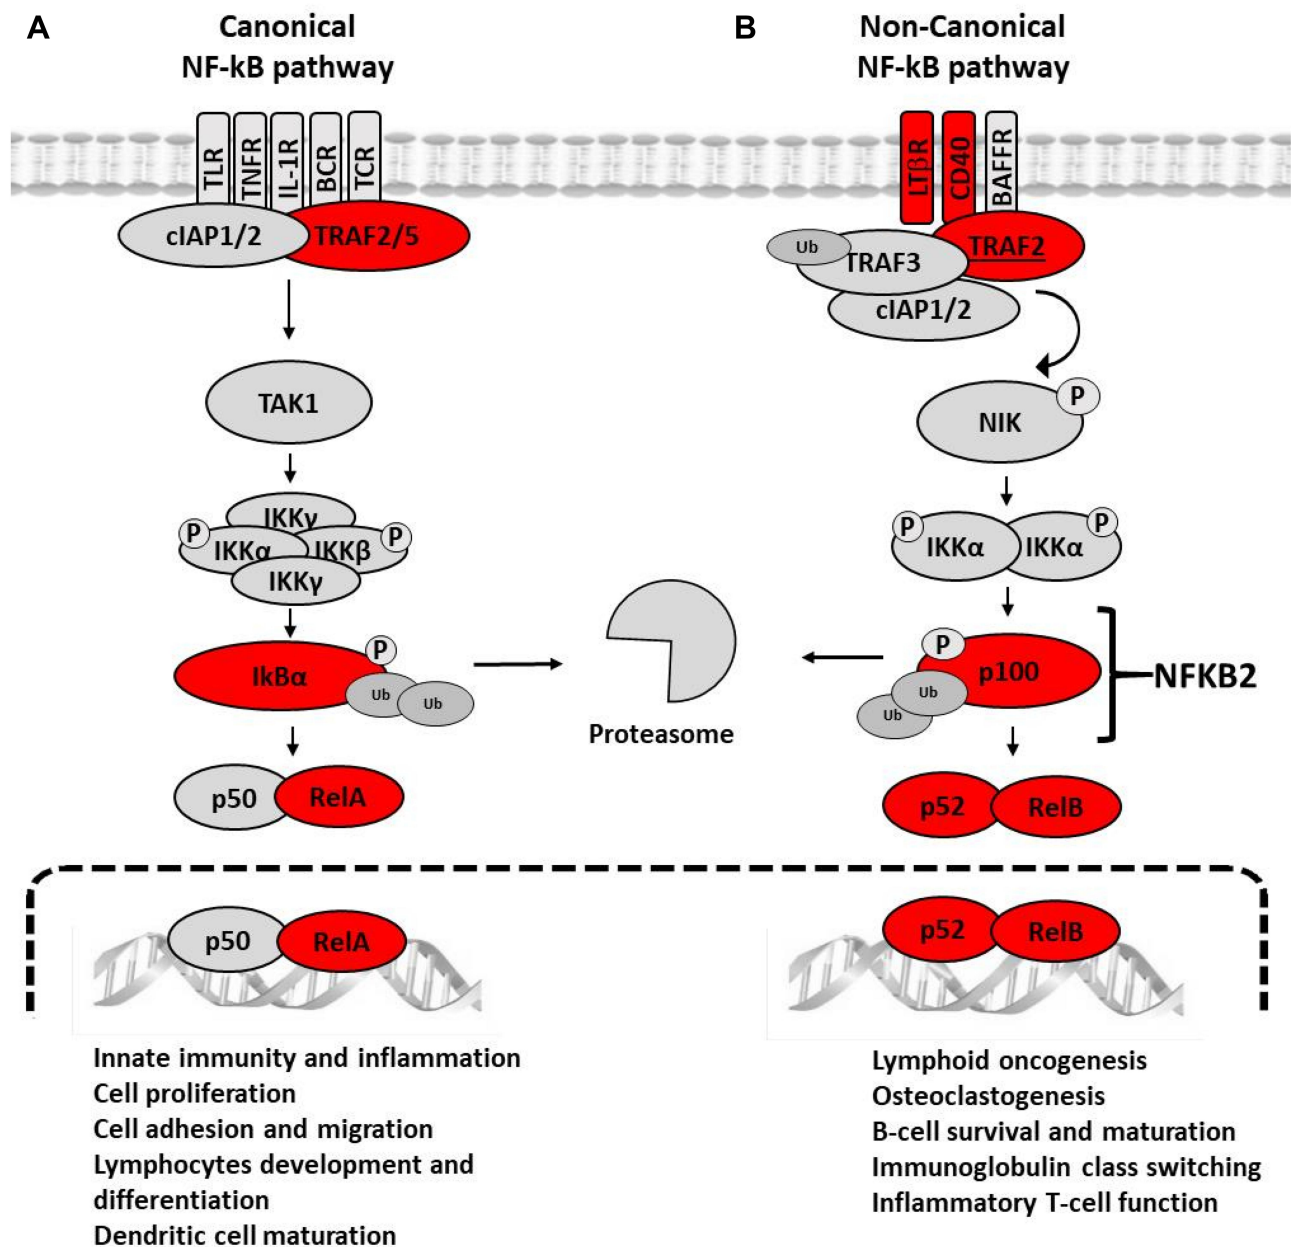 A
Canonical
NF-kB pathway
TLR
TNFR
IL-1R
BCR
TCR
cIAP1/2
TRAF2/5
TAK1
IKKγ
P
IKKα
IKKβ
P
IKKγ
IkBα
P
Ub
Ub
p50
RelA
p50
RelA
Innate immunity and inflammation
Cell proliferation
Cell adhesion and migration
Lymphocytes development and
differentiation
Dendritic cell maturation
Proteasome
B
Non-Canonical
NF-kB pathway
LTβR
CD40
BAFFR
Ub
TRAF3
TRAF2
cIAP1/2
NIK
P
P
IKKα
IKKα
P
P
p100
Ub
Ub
NFKB2
p52
RelB
p52
RelB
Lymphoid oncogenesis
Osteoclastogenesis
B-cell survival and maturation
Immunoglobulin class switching
Inflammatory T-cell function